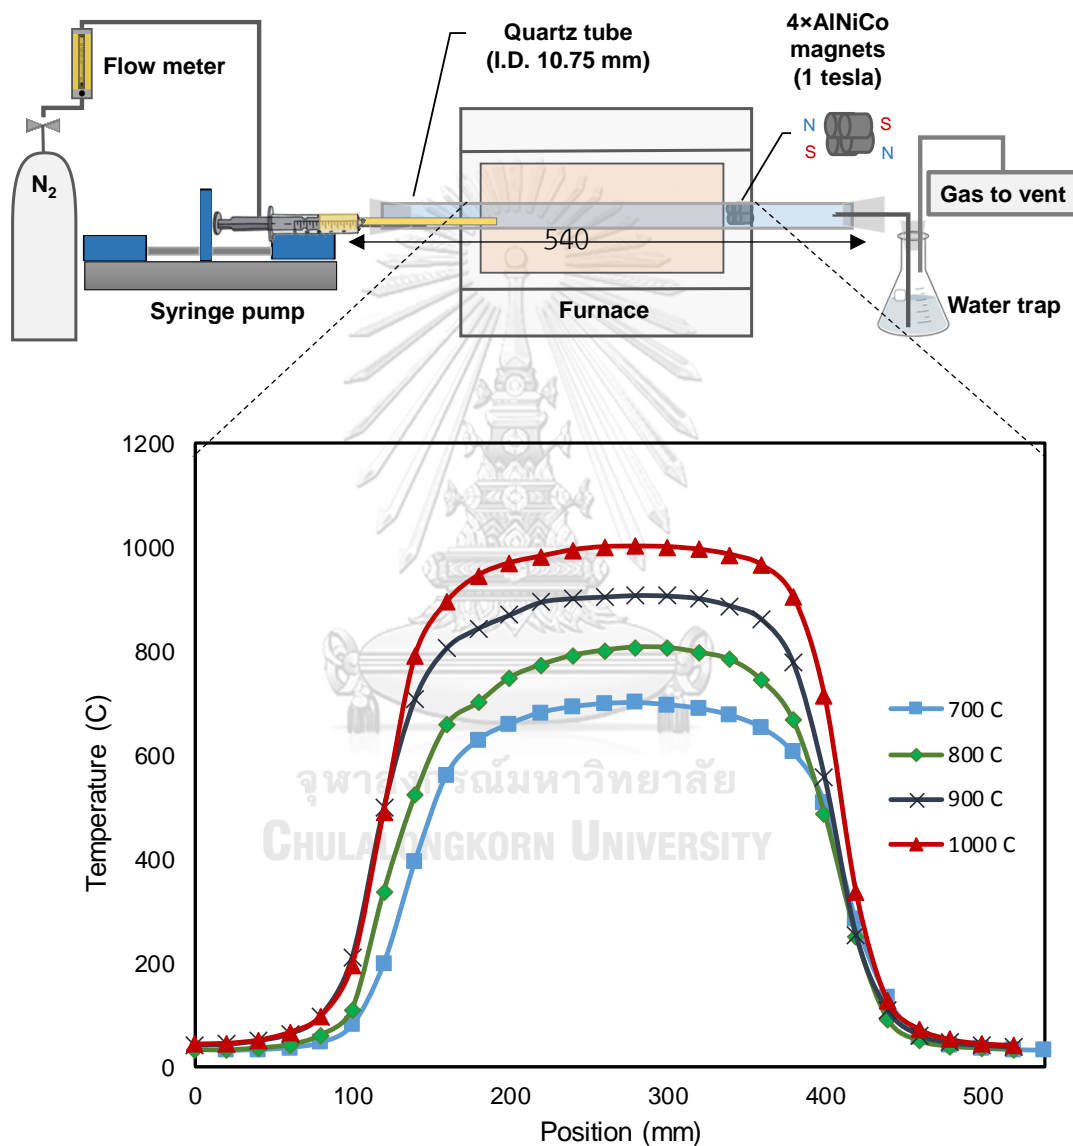 Flow meter
Quartz tube
(I.D. 10.75 mm)
4×AlNiCo
magnets
(1 tesla)
N S
S N
N2
Gas to vent
540
Syringe pump
Furnace
Water trap
1200
1000
800
600
400
200
0
Temperature (C)
700 C
800 C
900 C
1000 C
จุฬาลงกรณ์มหาวิทยาลัย
CHULALONGKORN UNIVERSITY
0 100 200 300 400 500
Position (mm)